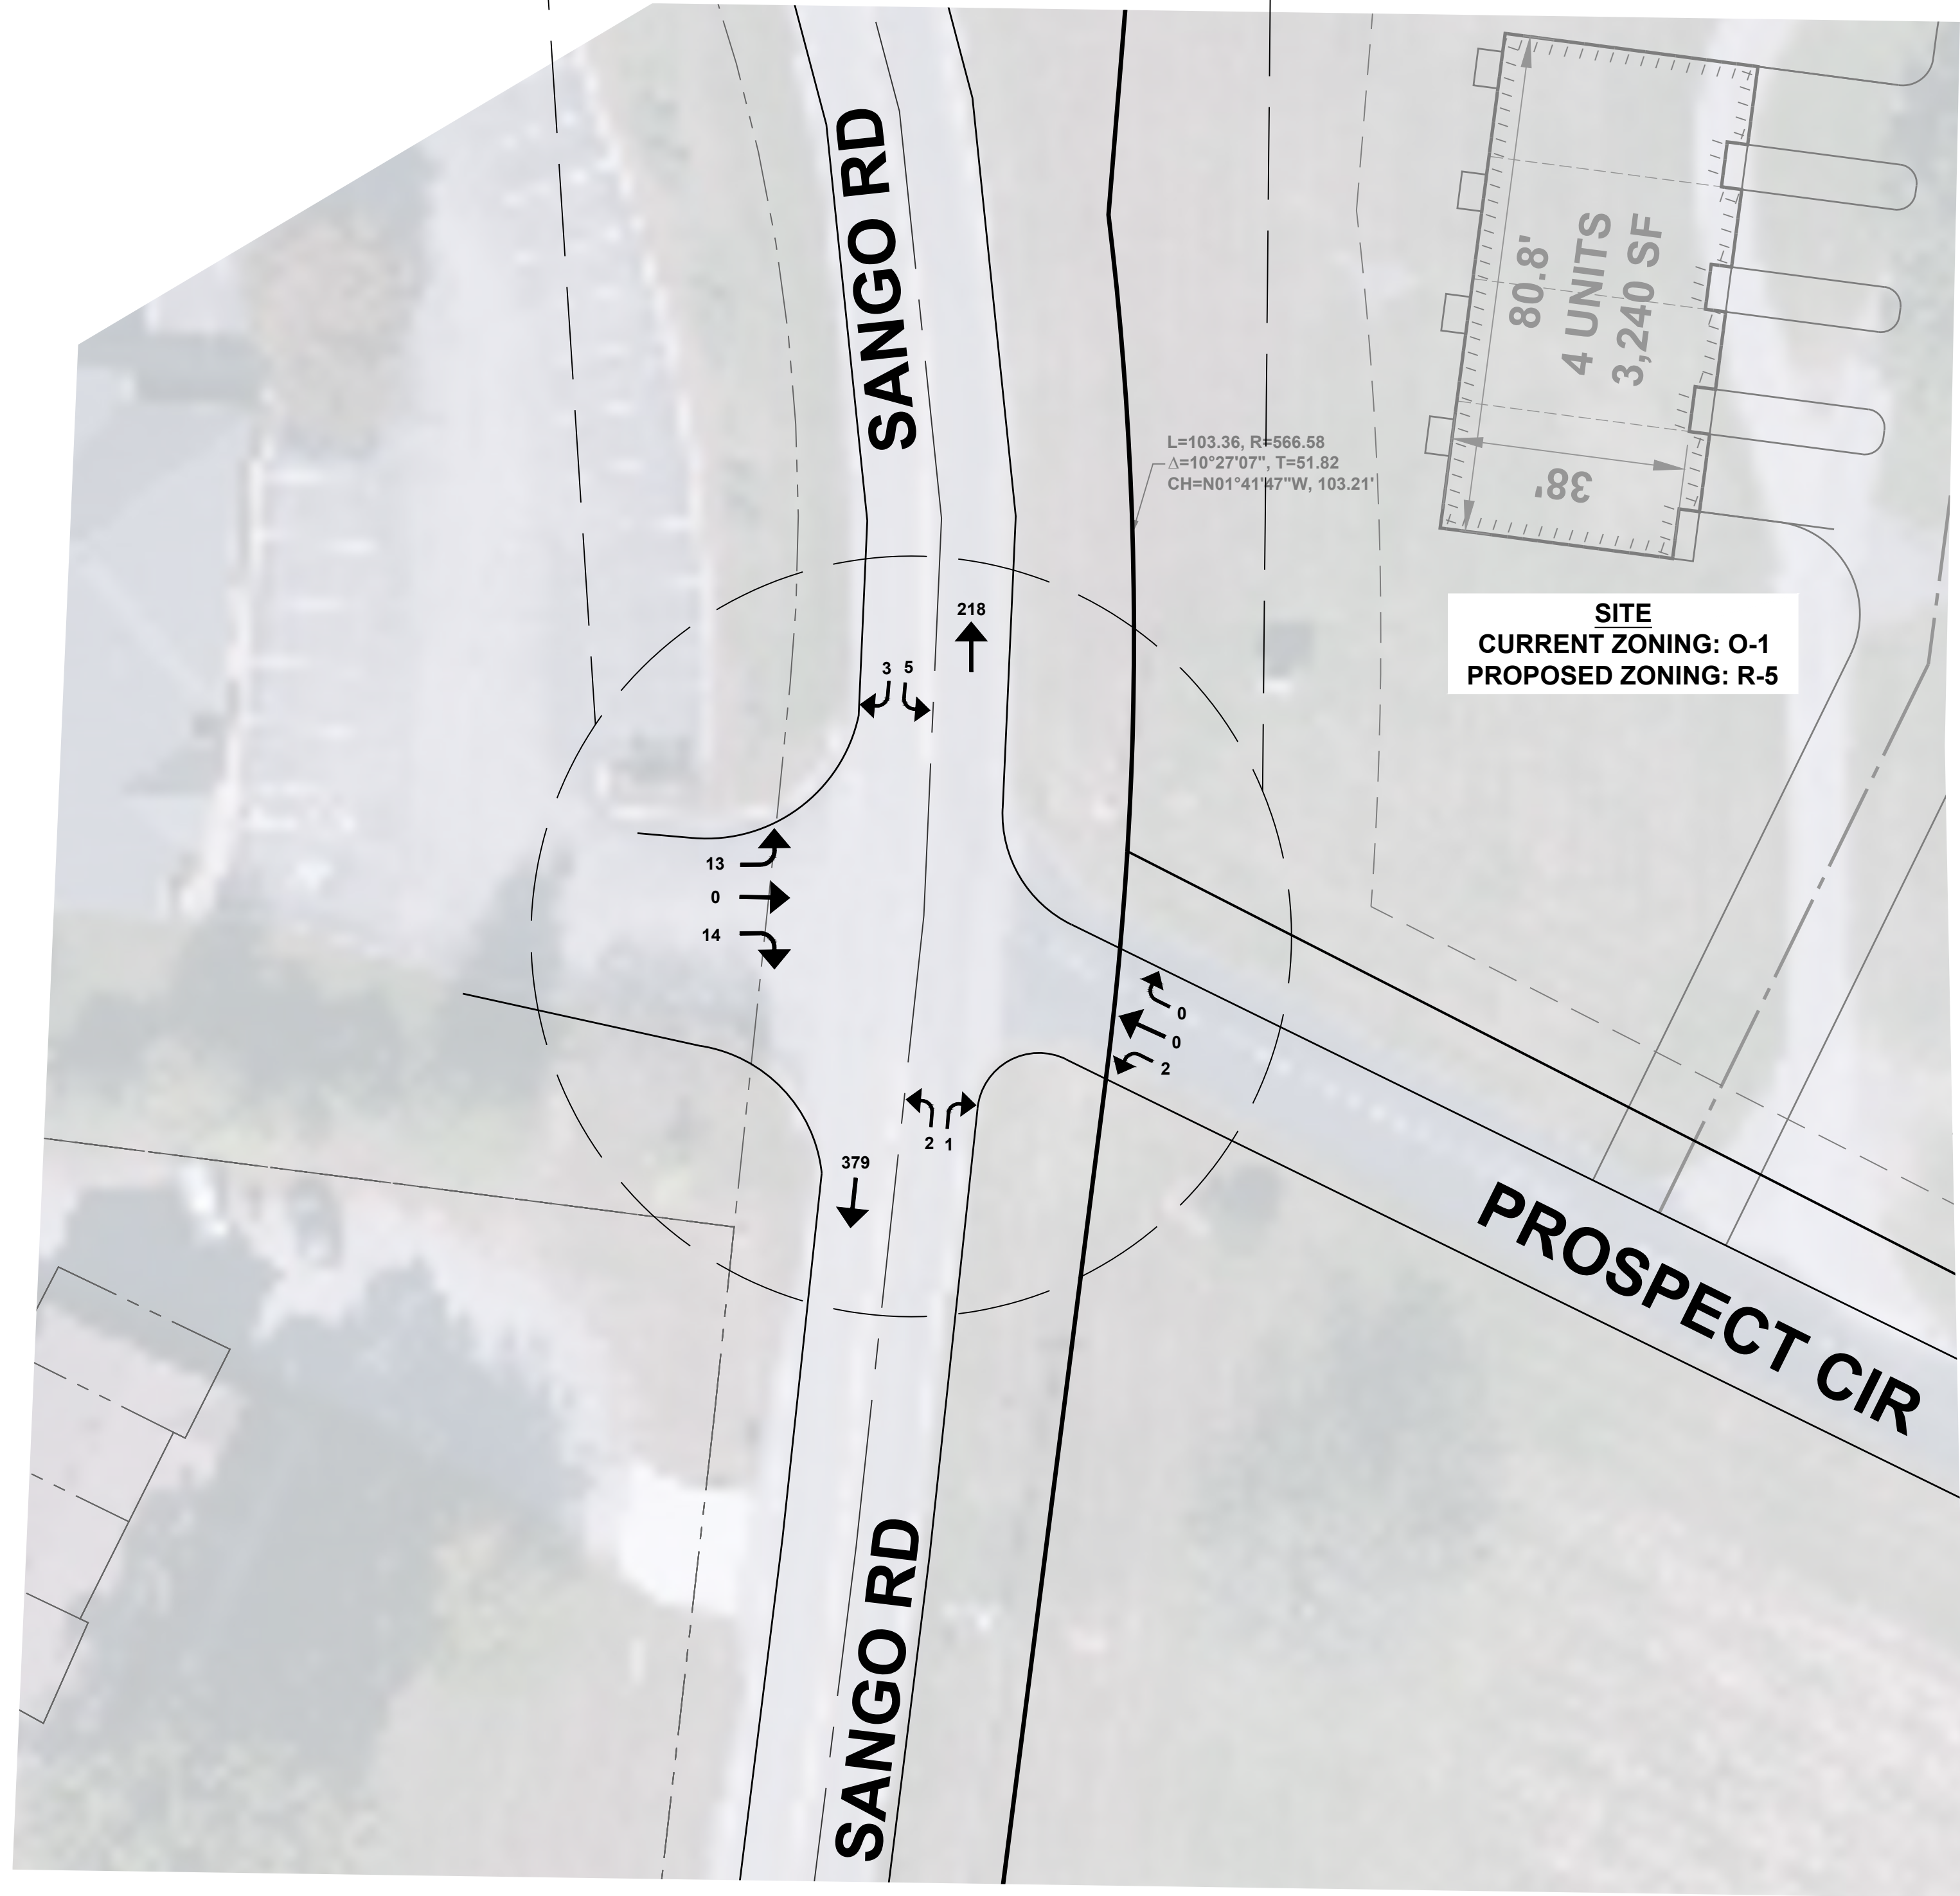 SANGO RD
80.8'
4 UNITS
3,240 SF
38'
L=103.36, R=566.58
Δ=10°27'07", T=51.82
CH=N01°41'47"W, 103.21'
SITE
CURRENT ZONING: O-1
PROPOSED ZONING: R-5
218
3 5
13
0
14
0
0
2
2 1
379
PROSPECT CIR
SANGO RD